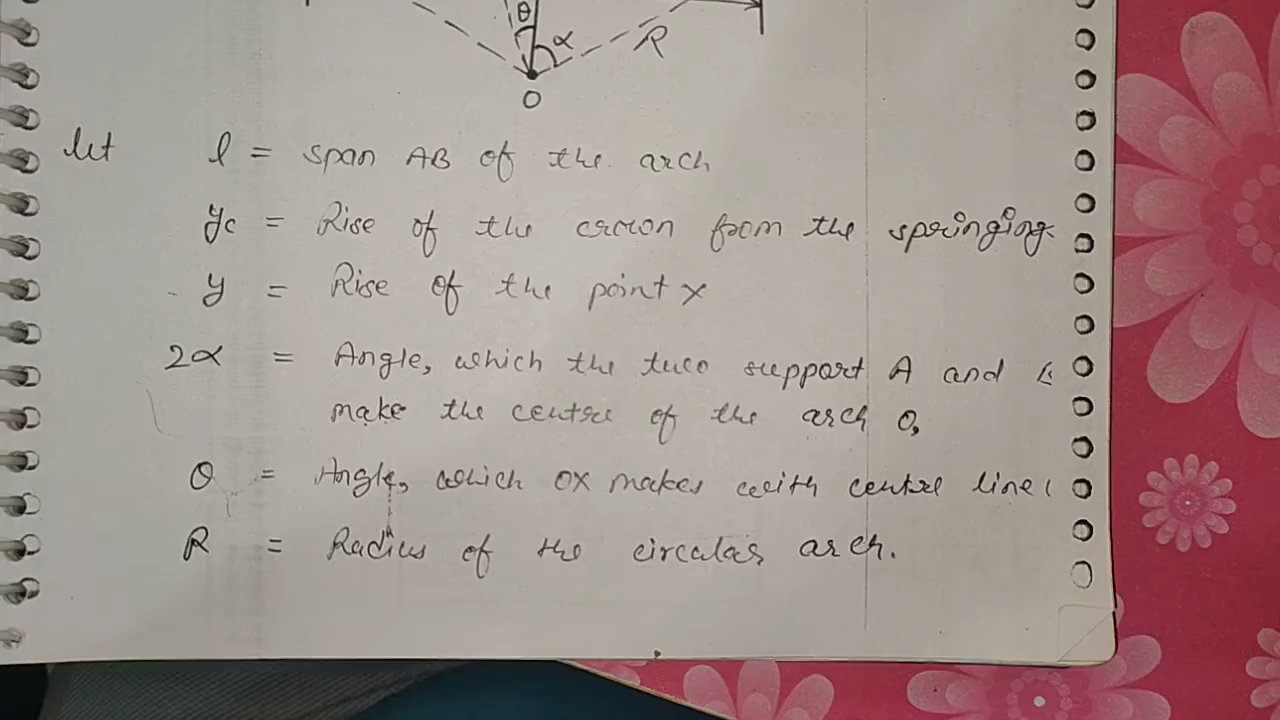 θ
α
R
O
let l = span AB of the arch
yc = Rise of the crown from the springing
y = Rise of the point x
2α = Angle, which the two support A and
make the centre of the arch O,
θ = Angle, which OX makes with centre line
R = Radius of the circular arch.